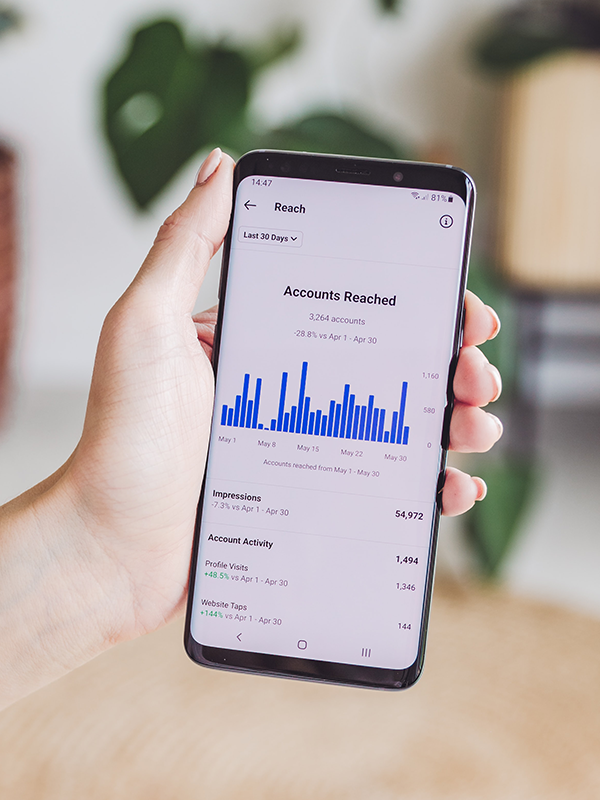 14:47
81%
Reach
Last 30 Days
Accounts Reached
3,264 accounts
-28.8% vs Apr 1 - Apr 30
1,160
580
0
May 1 May 8 May 15 May 22 May 30
Accounts reached from May 1 - May 30
Impressions
54,972
-7.3% vs Apr 1 - Apr 30
Account Activity
1,494
Profile Visits
1,346
+48.5% vs Apr 1 - Apr 30
Website Taps
144
+144% vs Apr 1 - Apr 30